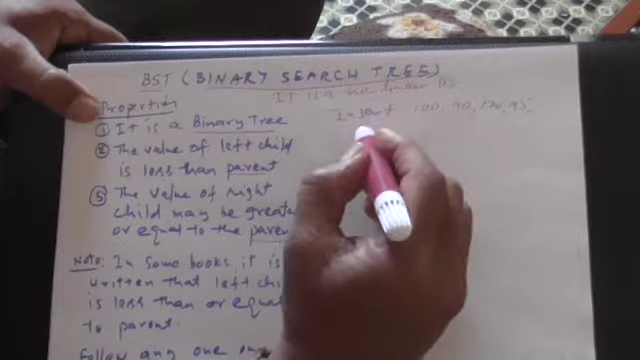 BST (BINARY SEARCH TREE)
It is a non-linear DS.
Properties
Insert 100, 90, 120, 95
① It is a Binary Tree
② The value of left child
is less than parent
③ The value of right
child may be greate
or equal to the paren
Note: In some books it is
written that left chi
is less than or equal
to parent.
Follow any one